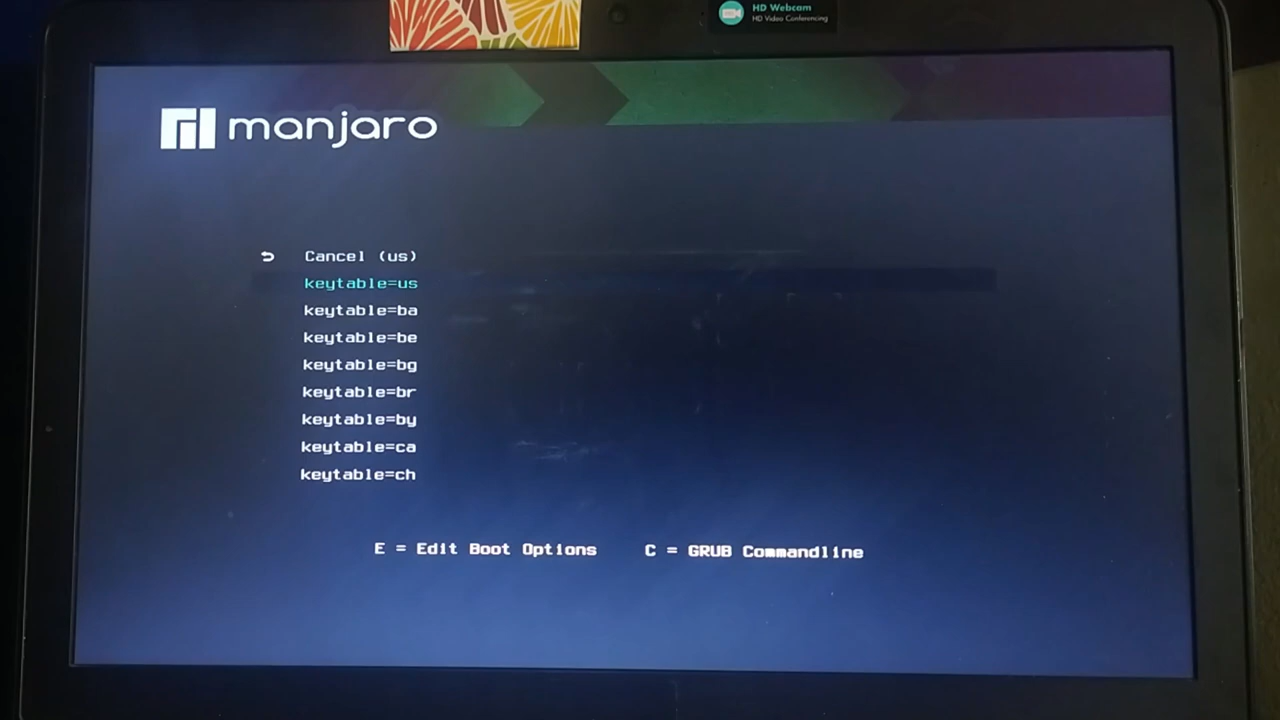 HD Webcam
HD Video Conferencing
manjaro
Cancel (us)
keytable=us
keytable=ba
keytable=be
keytable=bg
keytable=br
keytable=by
keytable=ca
keytable=ch
E = Edit Boot Options C = GRUB Commandline